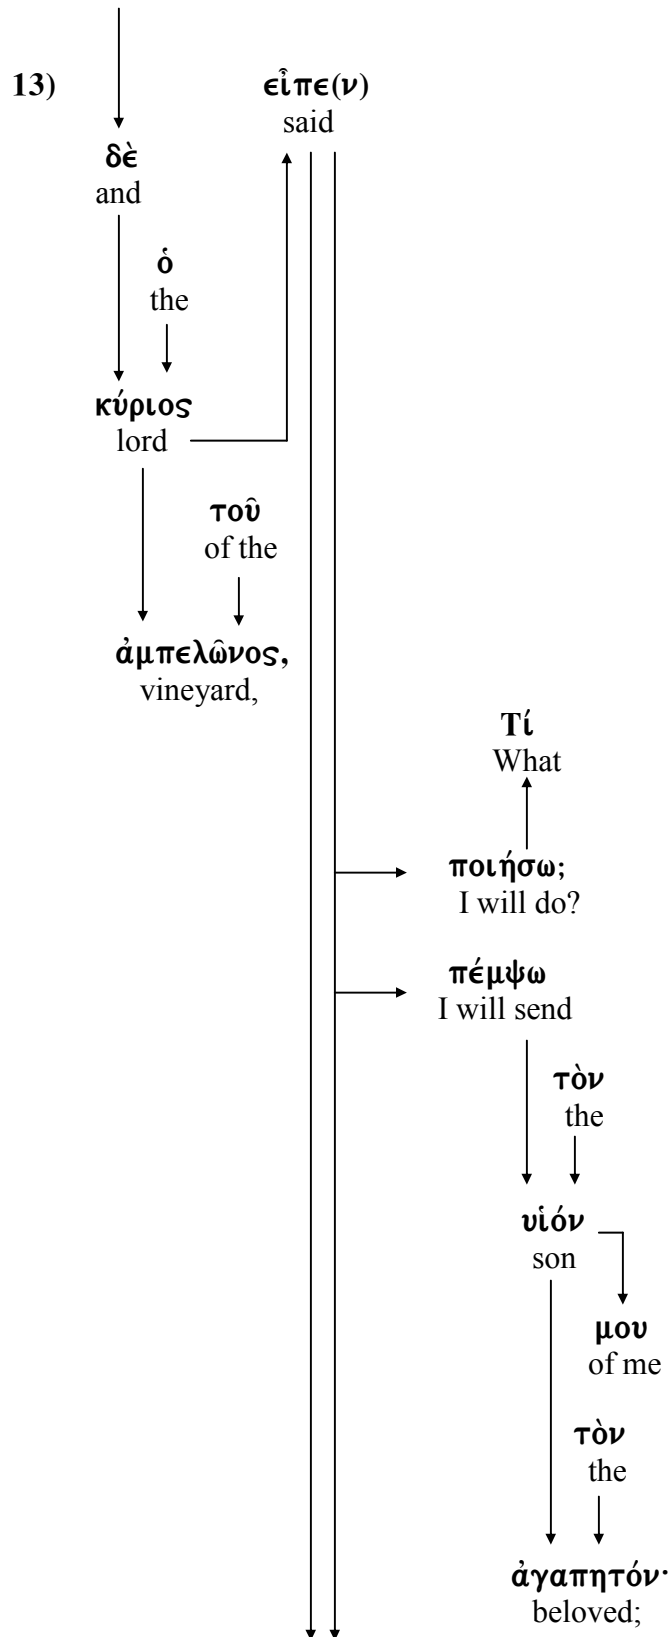 13)
εἶπε(ν)
said
δὲ
and
ὁ
the
κύριος
lord
τοῦ
of the
ἀμπελῶνος,
vineyard,
Τί
What
ποιήσω;
I will do?
πέμψω
I will send
τὸν
the
υἱόν
son
μου
of me
τὸν
the
ἀγαπητόν·
beloved;